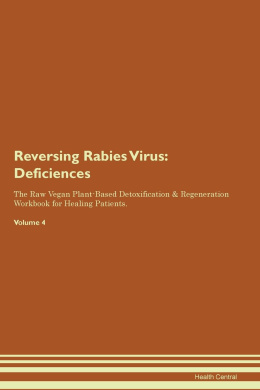 Reversing Rabies Virus:
Deficiences
The Raw Vegan Plant-Based Detoxification & Regeneration
Workbook for Healing Patients.
Volume 4
Health Central